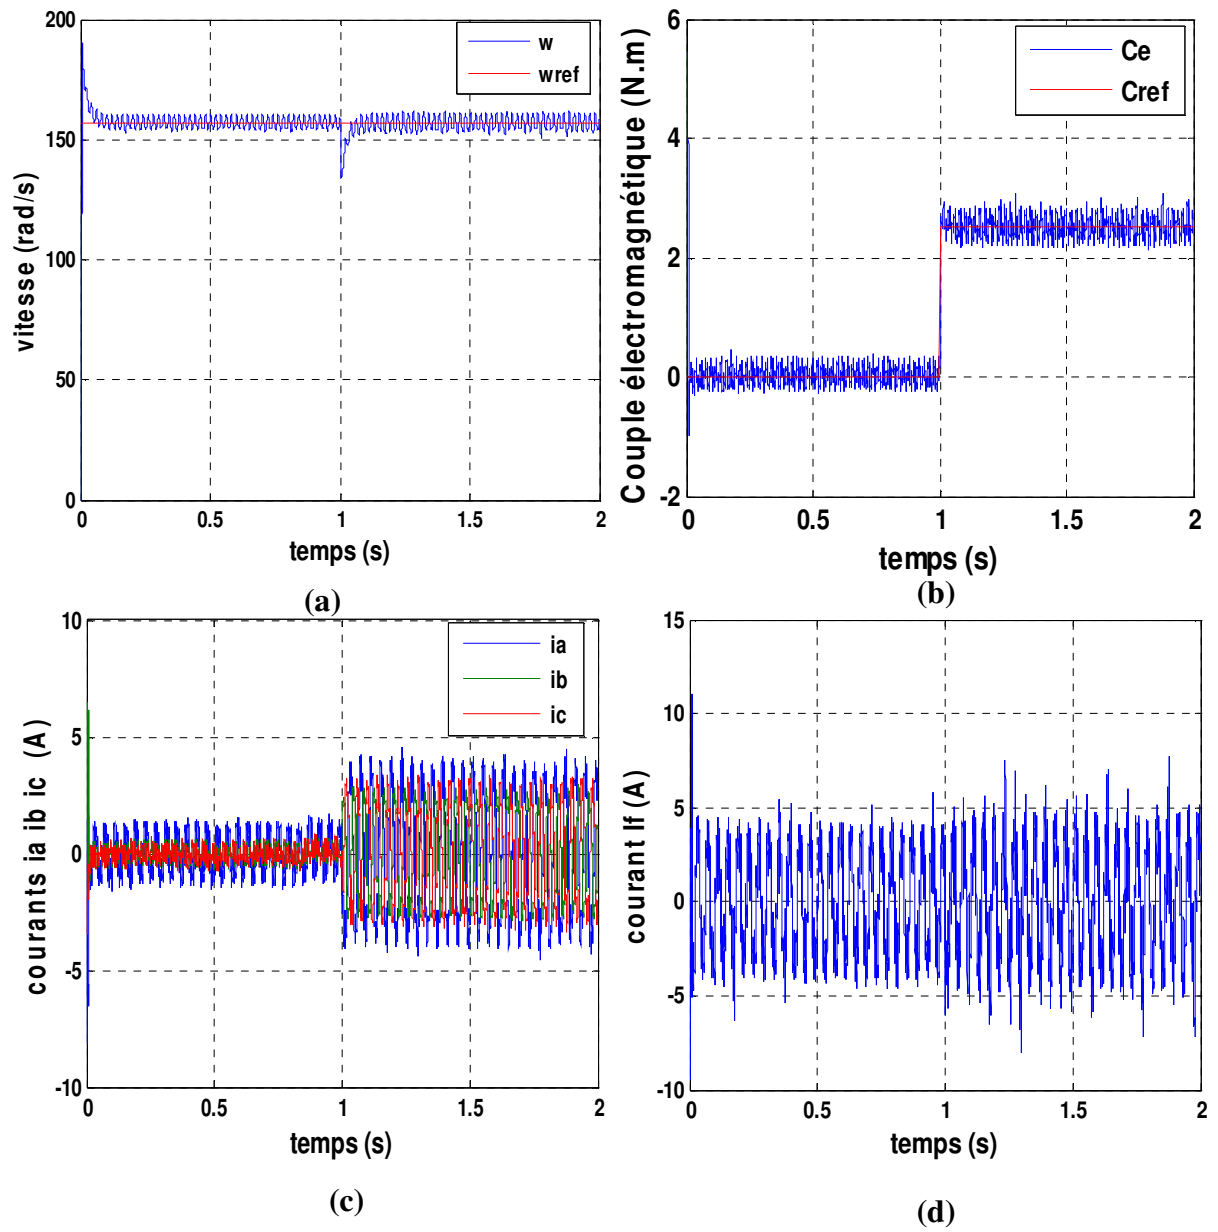 200
150
100
50
0
0
0.5
1
1.5
2
vitesse (rad/s)
temps (s)
w
wref
(a)
6
4
2
0
-2
0
0.5
1
1.5
2
Couple électromagnétique (N.m)
temps (s)
Ce
Cref
(b)
10
5
0
-5
-10
0
0.5
1
1.5
2
courants ia ib ic (A)
temps (s)
ia
ib
ic
(c)
15
10
5
0
-5
-10
0
0.5
1
1.5
2
courant If (A)
temps (s)
(d)